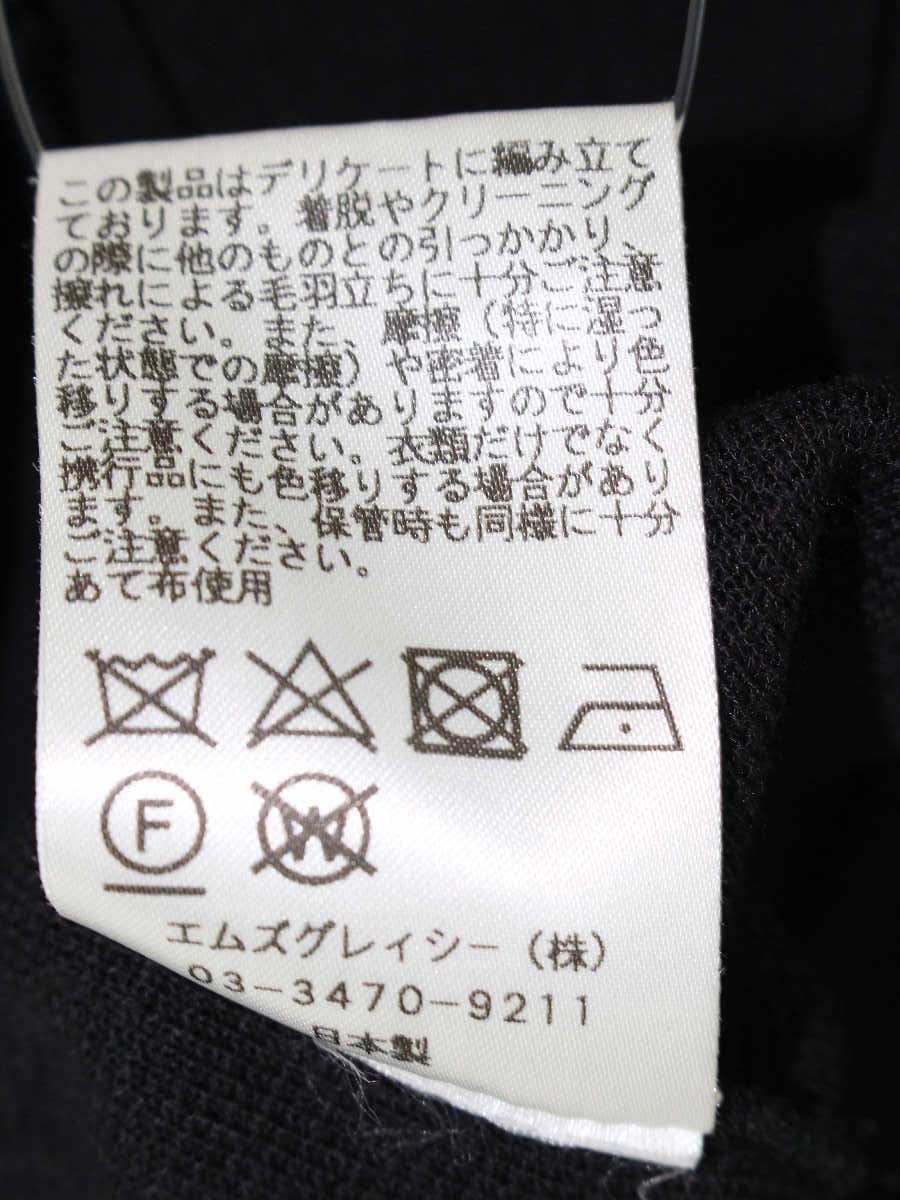 この製品はデリケートに編み立て
ております。着脱やクリーニング
の際に他のものとの引っかかり、
擦れによる毛羽立ちに十分ご注意
ください。また、摩擦(特に湿っ
た状態での摩擦)や密着により色
移りする場合がありますので十分
ご注意ください。衣類だけでなく
携行品にも色移りする場合があり
ます。また、保管時も同様に十分
ご注意ください。
あて布使用
F
W
エムズグレイシー(株)
03-3470-9211
日本製